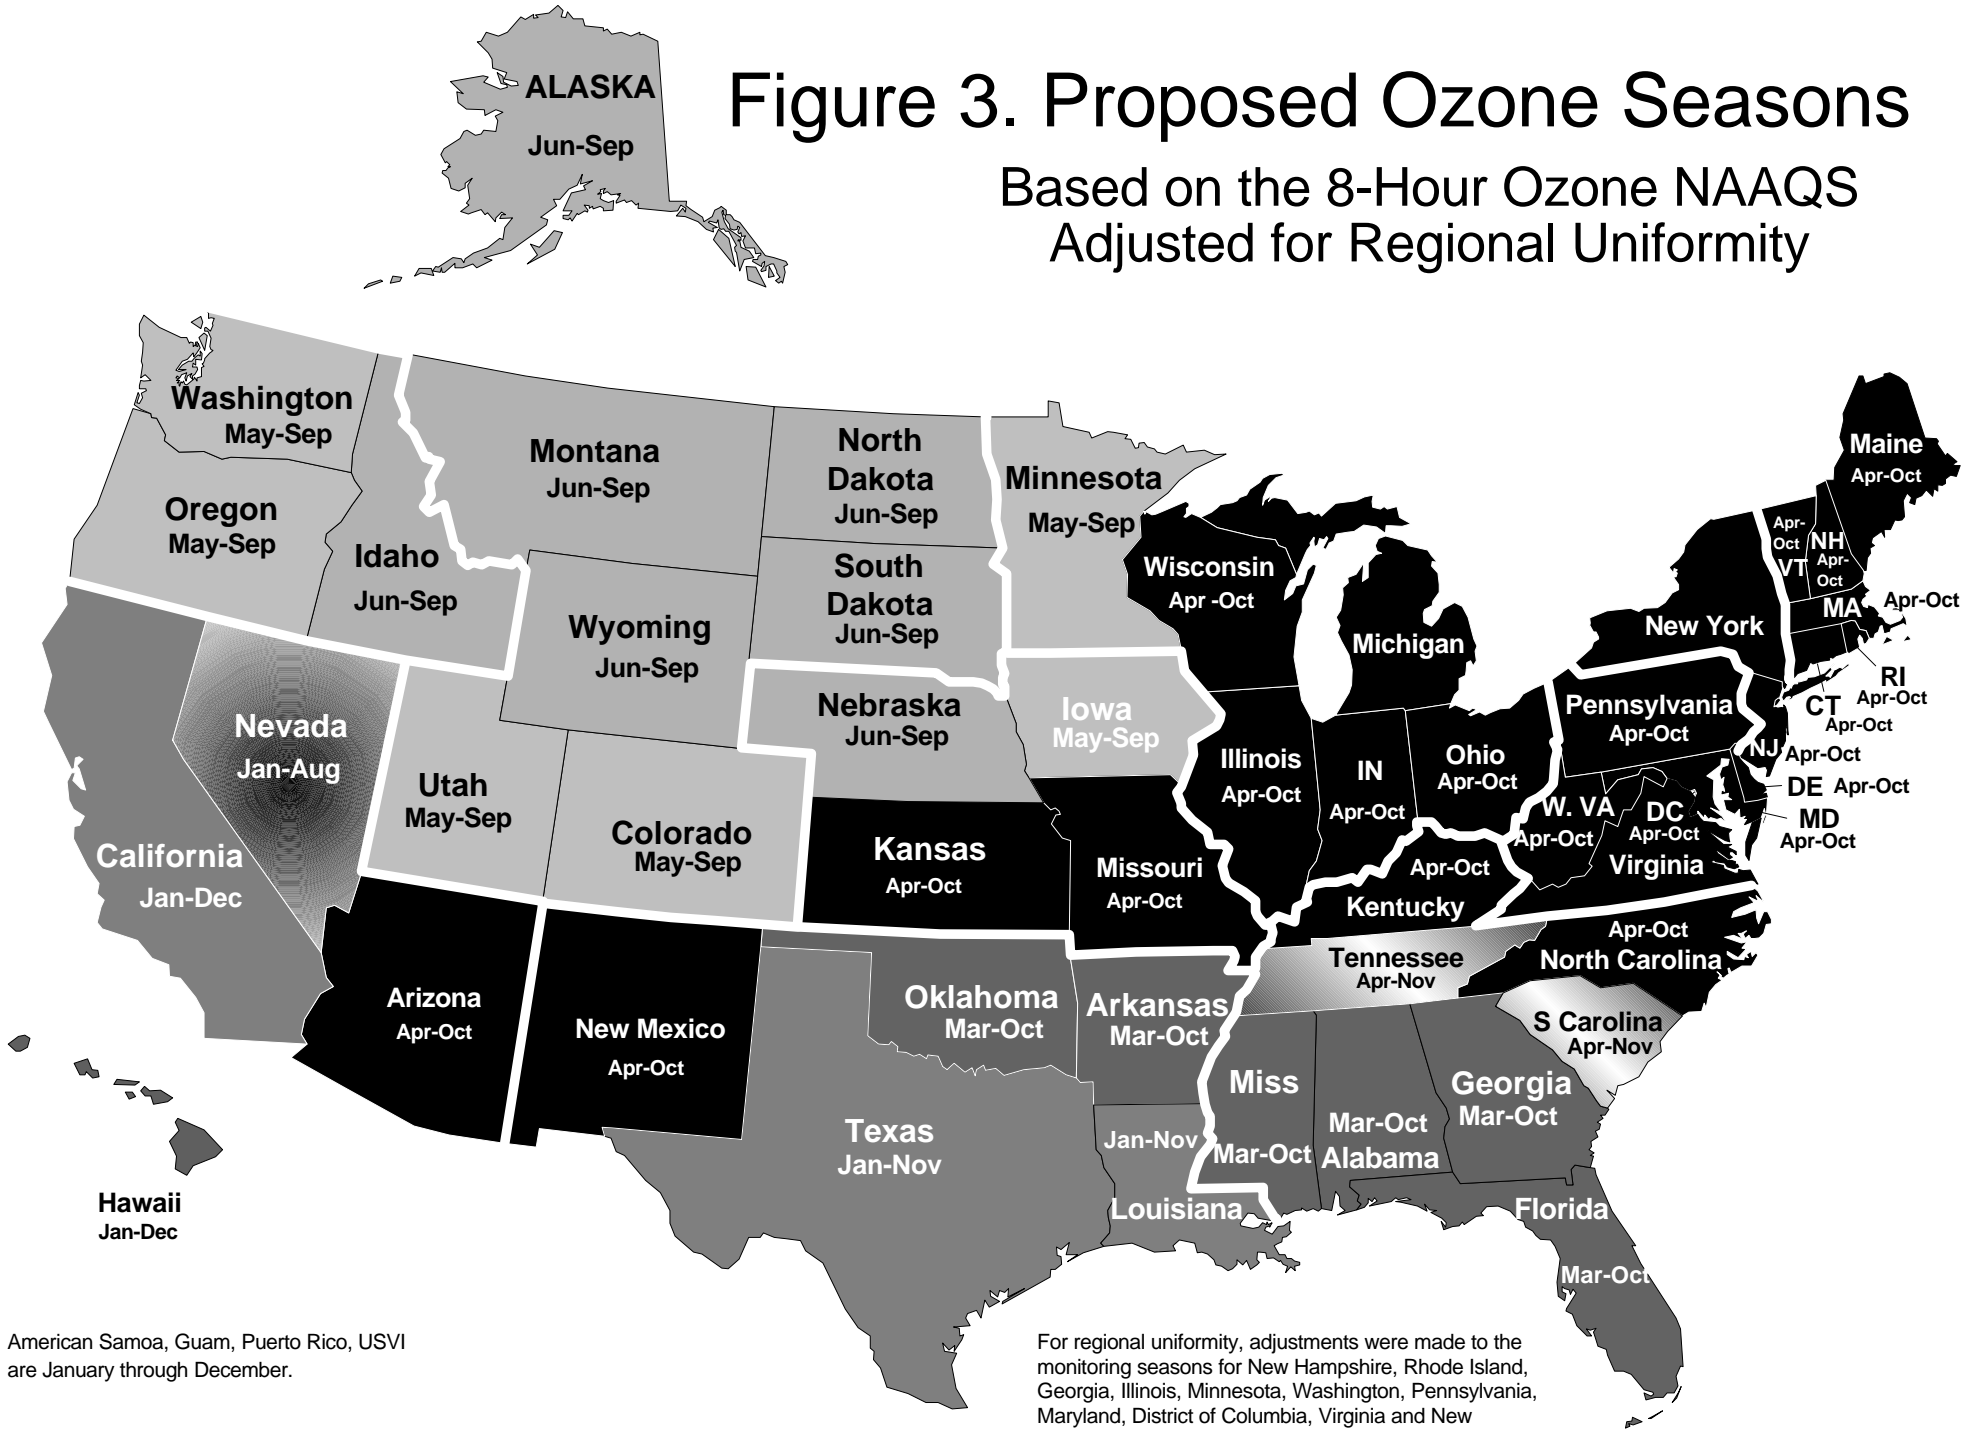 Figure 3. Proposed Ozone Seasons
Based on the 8-Hour Ozone NAAQS
Adjusted for Regional Uniformity
ALASKA
Jun-Sep
Washington
May-Sep
Oregon
May-Sep
Idaho
Jun-Sep
Montana
Jun-Sep
North
Dakota
Jun-Sep
South
Dakota
Jun-Sep
Wyoming
Jun-Sep
Minnesota
May-Sep
Wisconsin
Apr -Oct
Michigan
Nebraska
Jun-Sep
Iowa
May-Sep
Nevada
Jan-Aug
California
Jan-Dec
Utah
May-Sep
Colorado
May-Sep
Kansas
Apr-Oct
Missouri
Apr-Oct
Illinois
Apr-Oct
IN
Apr-Oct
Ohio
Apr-Oct
Apr-Oct
Kentucky
W. VA
Apr-Oct
DC
Apr-Oct
Virginia
Pennsylvania
Apr-Oct
New York
Maine
Apr-Oct
Apr-
Oct
VT
NH
Apr-
Oct
MA
Apr-Oct
RI
Apr-Oct
CT
Apr-Oct
NJ
Apr-Oct
DE
Apr-Oct
MD
Apr-Oct
Arizona
Apr-Oct
New Mexico
Apr-Oct
Oklahoma
Mar-Oct
Arkansas
Mar-Oct
Tennessee
Apr-Nov
Apr-Oct
North Carolina
S Carolina
Apr-Nov
Texas
Jan-Nov
Jan-Nov
Louisiana
Miss
Mar-Oct
Mar-Oct
Alabama
Georgia
Mar-Oct
Florida
Mar-Oct
Hawaii
Jan-Dec
American Samoa, Guam, Puerto Rico, USVI
are January through December.
For regional uniformity, adjustments were made to the
monitoring seasons for New Hampshire, Rhode Island,
Georgia, Illinois, Minnesota, Washington, Pennsylvania,
Maryland, District of Columbia, Virginia and New